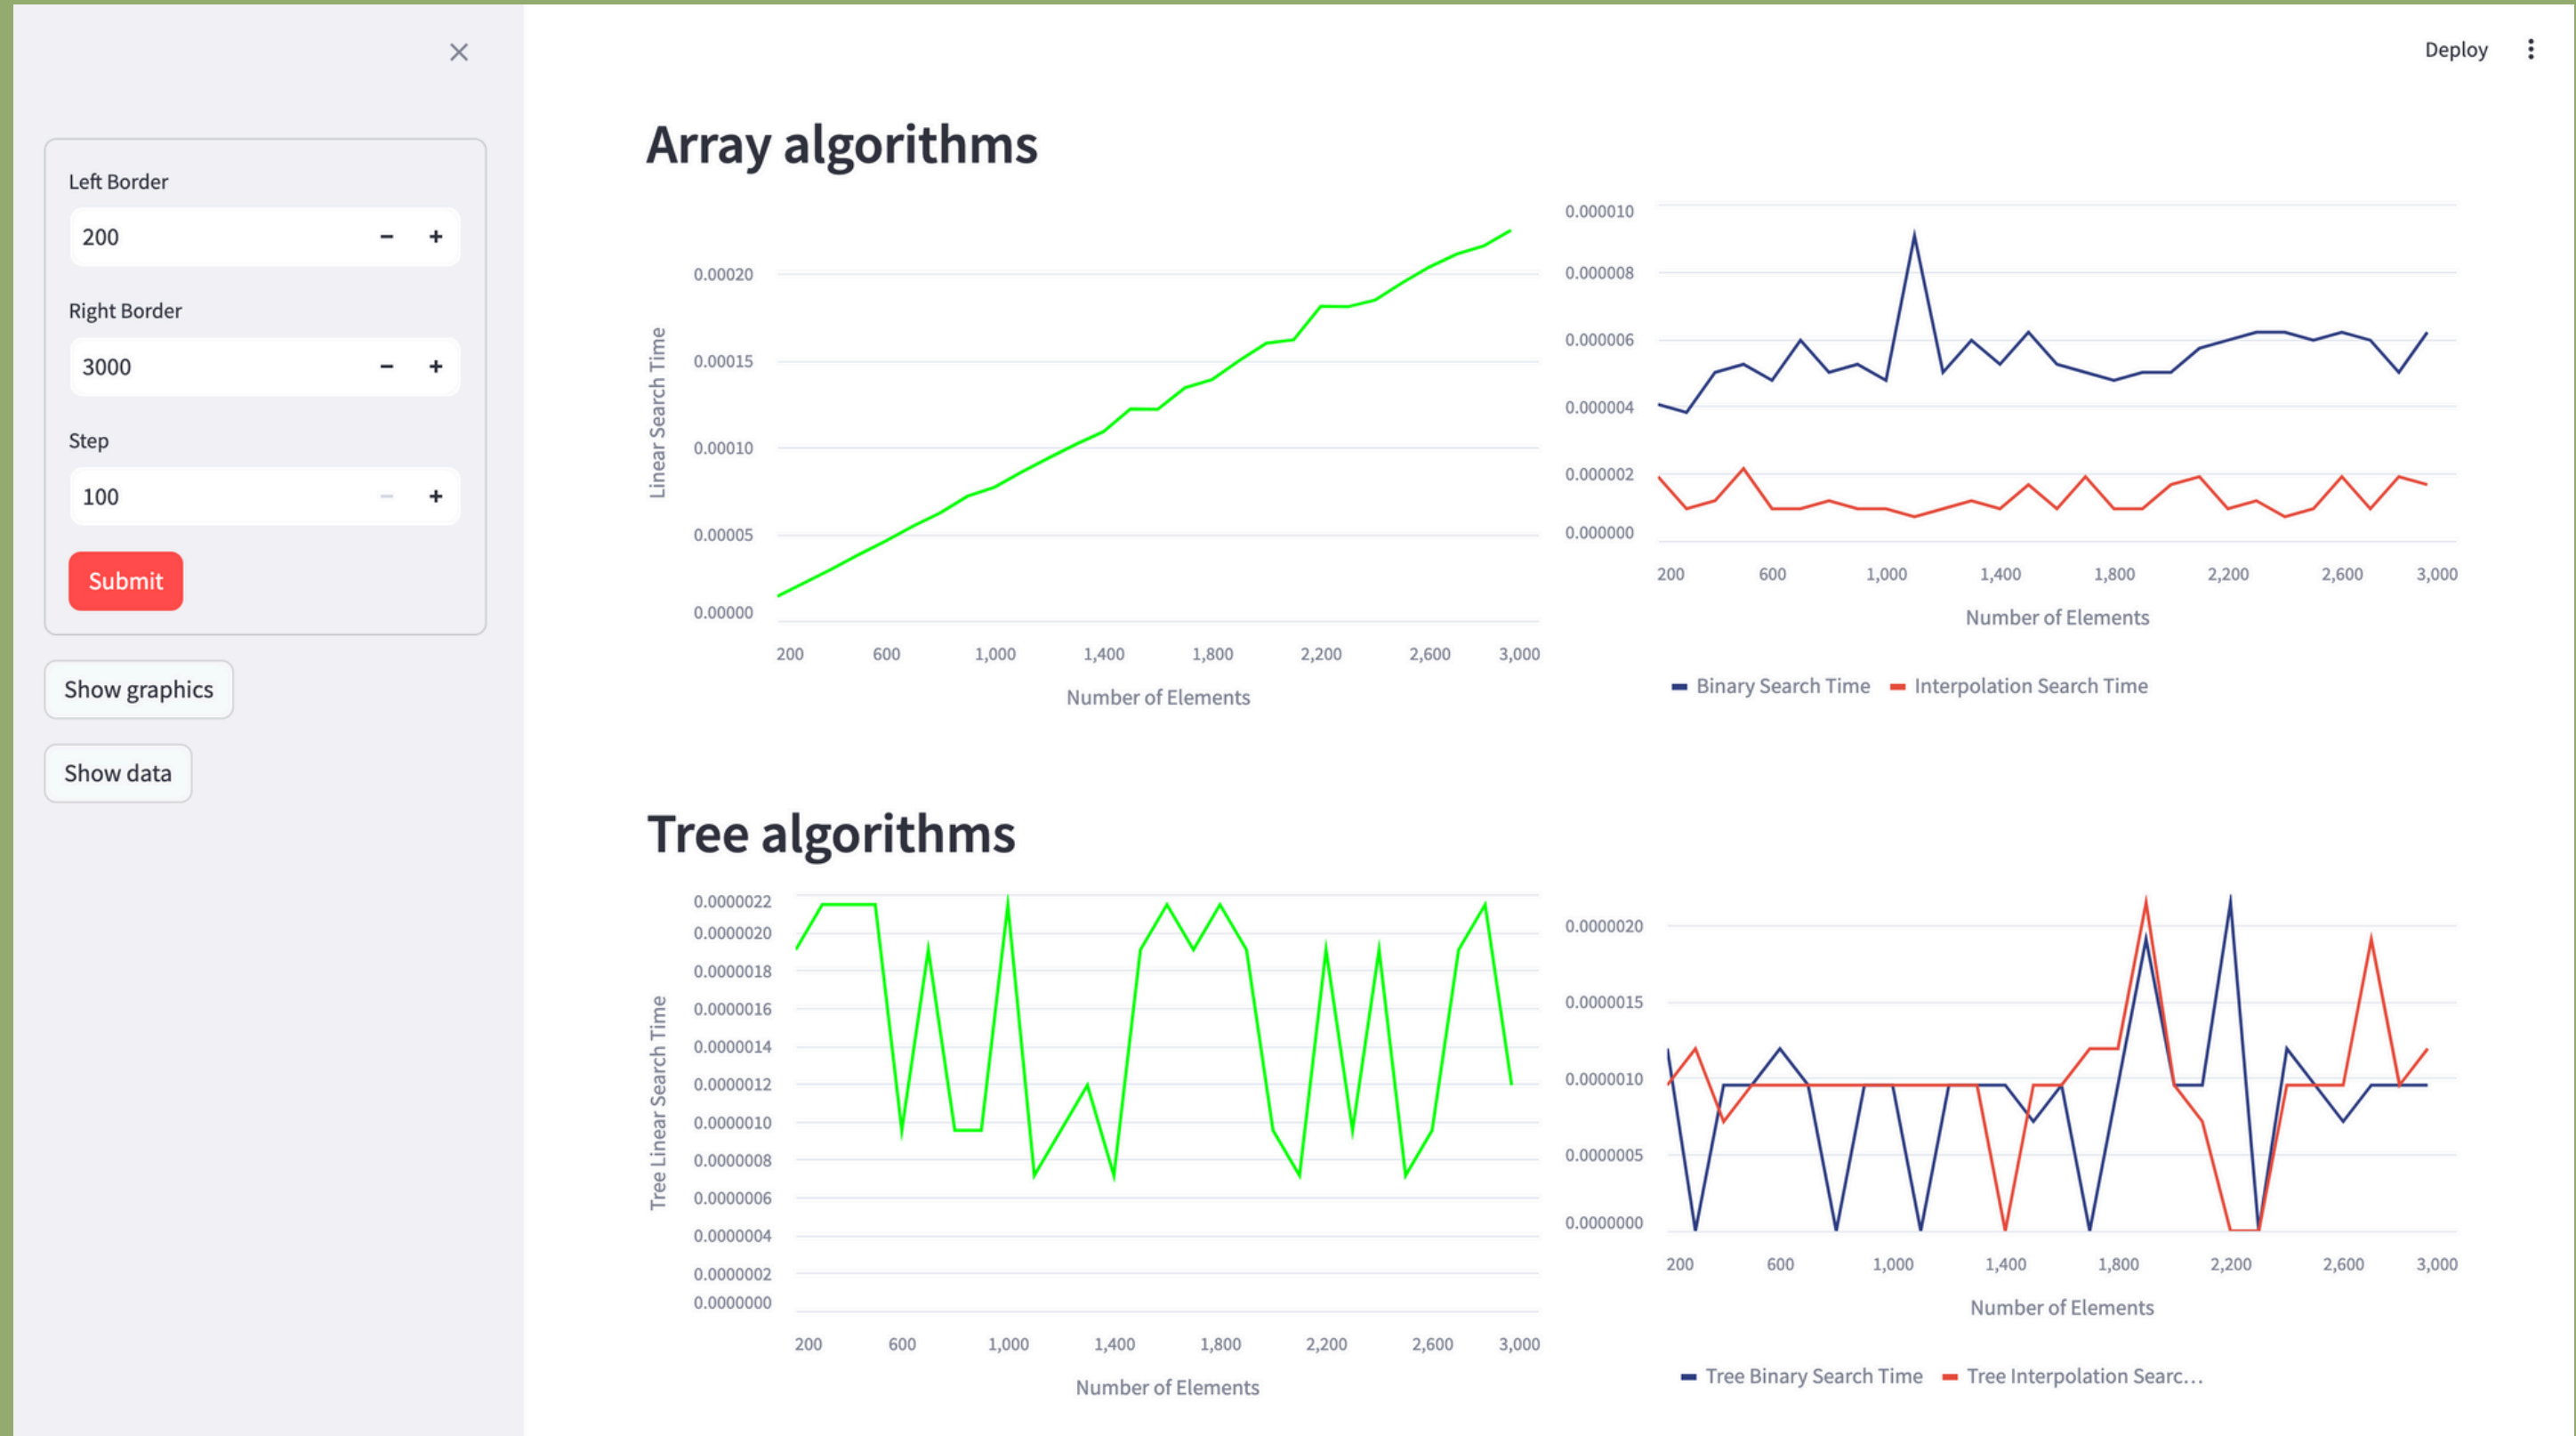 Deploy
Left Border
200
Right Border
3000
Step
100
Submit
Show graphics
Show data
Array algorithms
Linear Search Time
0.00020
0.00015
0.00010
0.00005
0.00000
200 600 1,000 1,400 1,800 2,200 2,600 3,000
Number of Elements
0.000010
0.000008
0.000006
0.000004
0.000002
0.000000
200 600 1,000 1,400 1,800 2,200 2,600 3,000
Number of Elements
Binary Search Time Interpolation Search Time
Tree algorithms
Tree Linear Search Time
0.0000022
0.0000020
0.0000018
0.0000016
0.0000014
0.0000012
0.0000010
0.0000008
0.0000006
0.0000004
0.0000002
0.0000000
200 600 1,000 1,400 1,800 2,200 2,600 3,000
Number of Elements
0.0000020
0.0000015
0.0000010
0.0000005
0.0000000
200 600 1,000 1,400 1,800 2,200 2,600 3,000
Number of Elements
Tree Binary Search Time Tree Interpolation Searc…